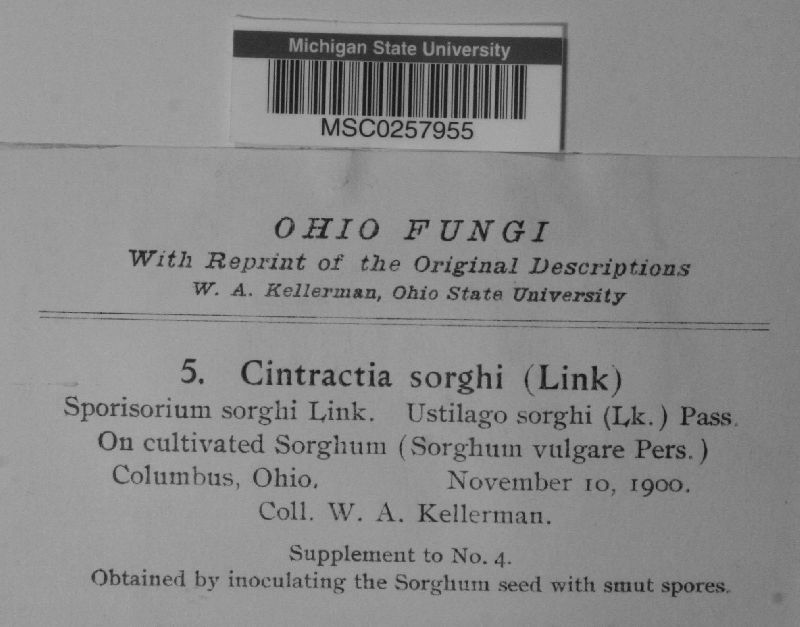 Michigan State University
MSC0257955
OHIO FUNGI
With Reprint of the Original Descriptions
W. A. Kellerman, Ohio State University
5. Cintractia sorghi (Link)
Sporisorium sorghi Link. Ustilago sorghi (Lk.) Pass.
On cultivated Sorghum (Sorghum vulgare Pers.)
Columbus, Ohio. November 10, 1900.
Coll. W. A. Kellerman.
Supplement to No. 4.
Obtained by inoculating the Sorghum seed with smut spores.